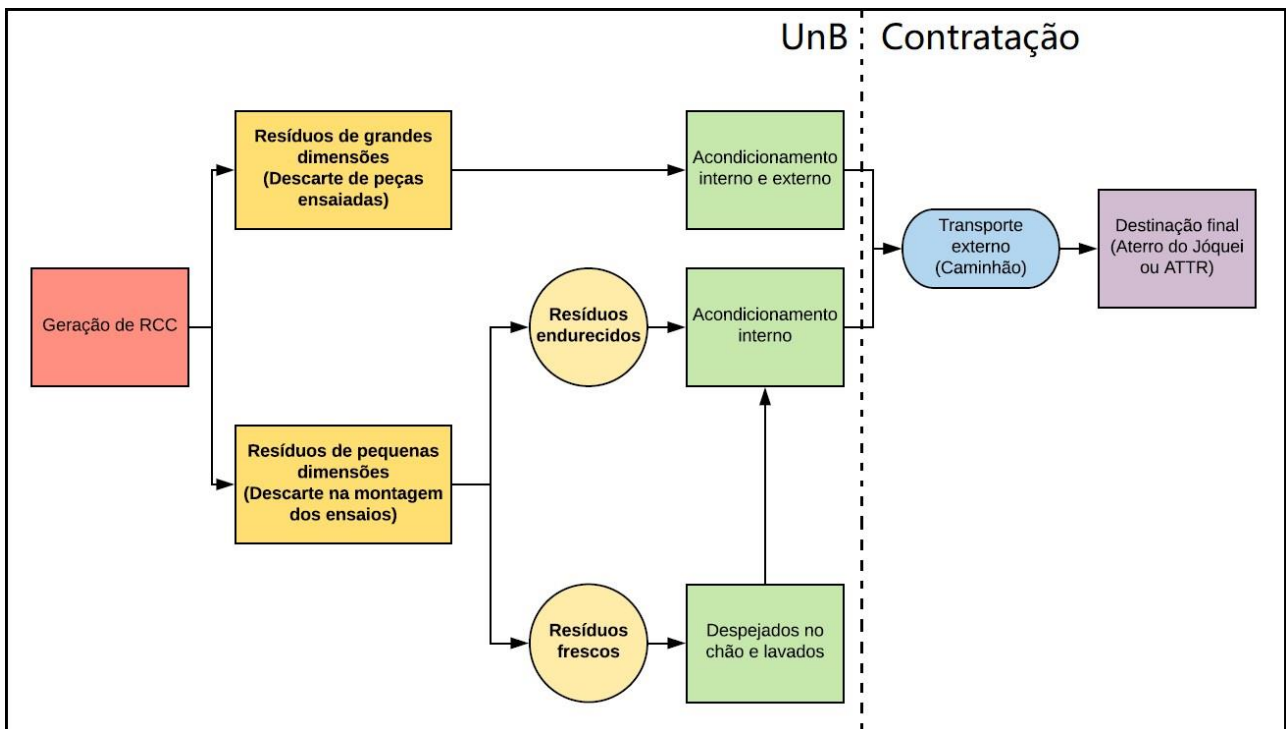 UnB
Contratação
Resíduos de grandes
dimensões
(Descarte de peças
ensaiadas)
Acondicionamento
interno e externo
Transporte
externo
(Caminhão)
Destinação final
(Aterro do Jóquei
ou ATTR)
Geração de RCC
Resíduos
endurecidos
Acondicionamento
interno
Resíduos de pequenas
dimensões
(Descarte na montagem
dos ensaios)
Resíduos
frescos
Despejados no
chão e lavados